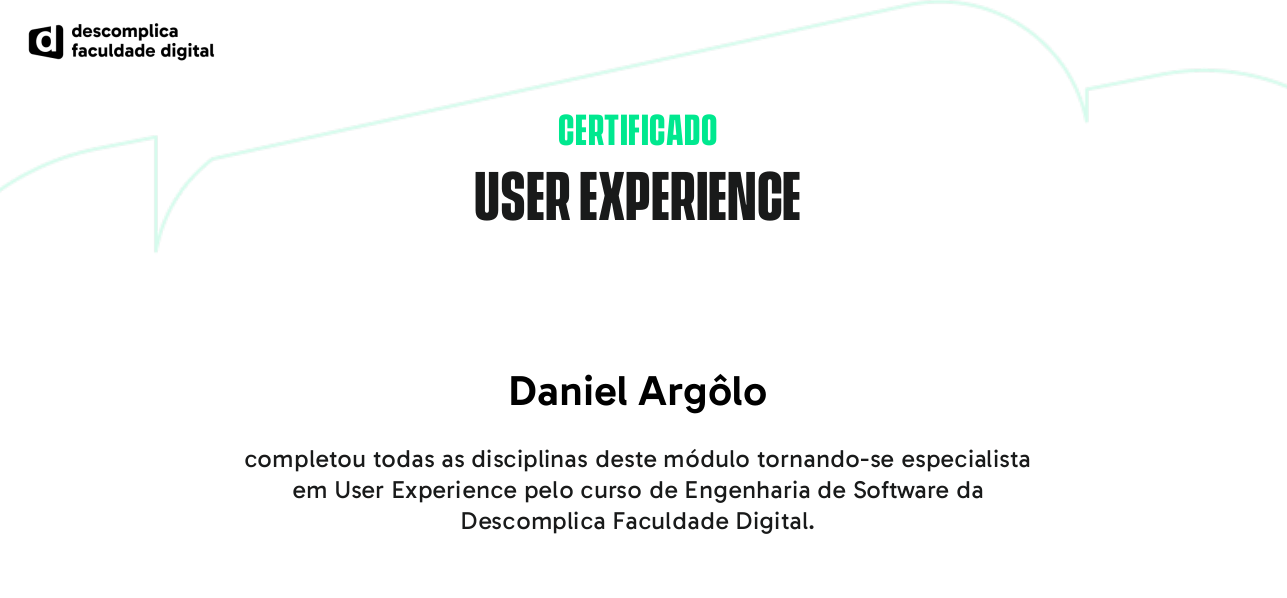 descomplica
faculdade digital
CERTIFICADO
USER EXPERIENCE
Daniel Argôlo
completou todas as disciplinas deste módulo tornando-se especialista
em User Experience pelo curso de Engenharia de Software da
Descomplica Faculdade Digital.